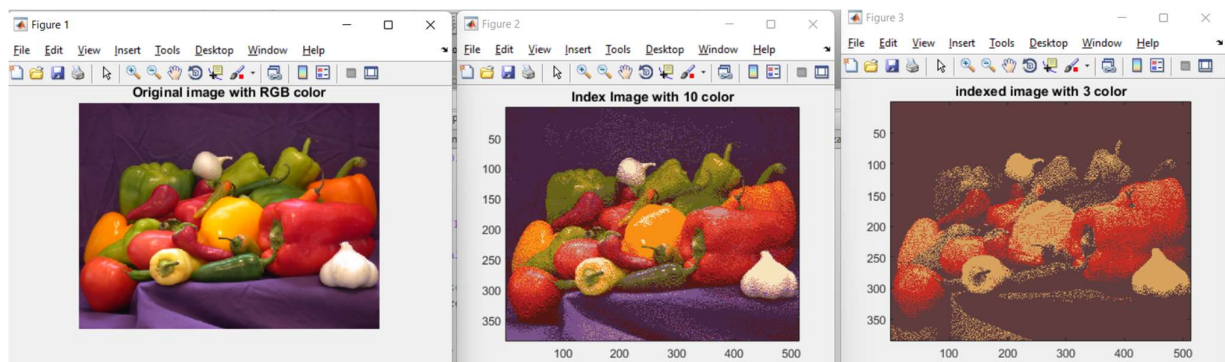 Figure 1
File Edit View Insert Tools Desktop Window Help
Original image with RGB color
Figure 2
File Edit View Insert Tools Desktop Window Help
Index Image with 10 color
50
100
150
200
250
300
350
100 200 300 400 500
Figure 3
File Edit View Insert Tools Desktop Window Help
indexed image with 3 color
50
100
150
200
250
300
350
100 200 300 400 500